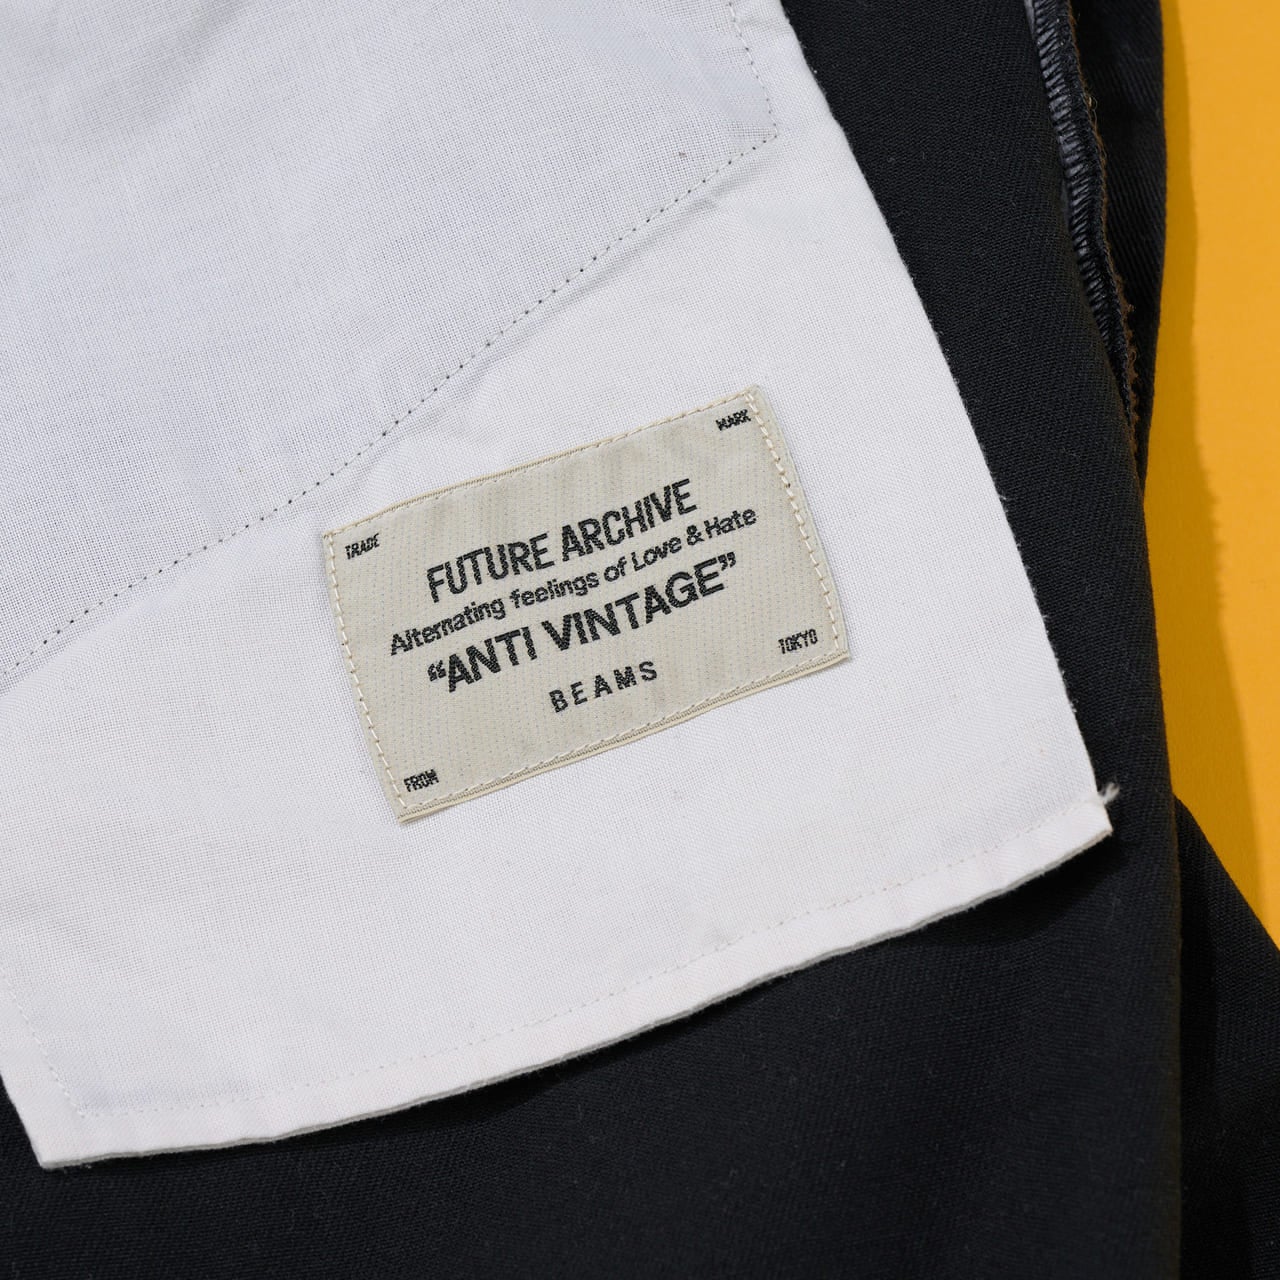 TRADE
MARK
FUTURE ARCHIVE
Alternating feelings of Love & Hate
“ANTI VINTAGE”
BEAMS
FROM
TOKYO